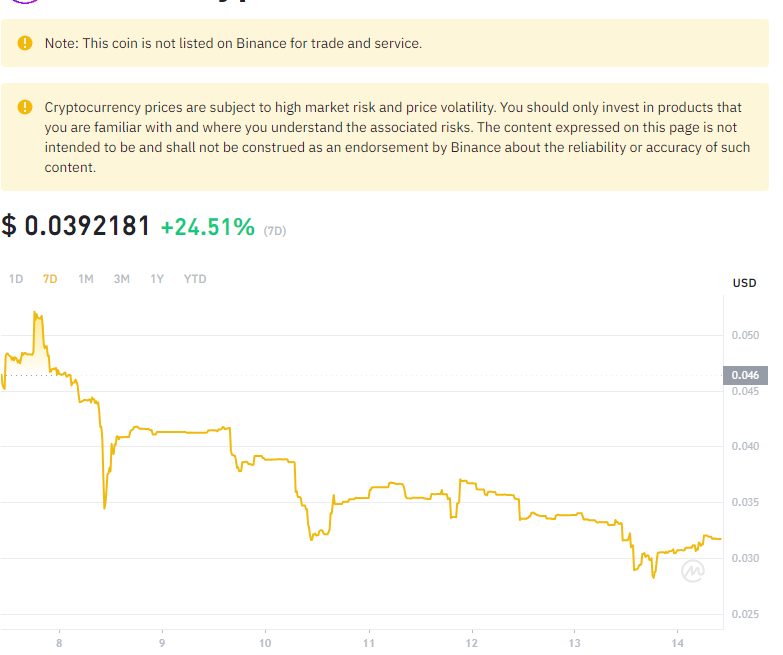 Note: This coin is not listed on Binance for trade and service.
Cryptocurrency prices are subject to high market risk and price volatility. You should only invest in products that
you are familiar with and where you understand the associated risks. The content expressed on this page is not
intended to be and shall not be construed as an endorsement by Binance about the reliability or accuracy of such
content.
$ 0.0392181 +24.51% (7D)
1D 7D 1M 3M 1Y YTD
USD
0.050
0.046
0.045
0.040
0.035
0.030
0.025
8 9 10 11 12 13 14